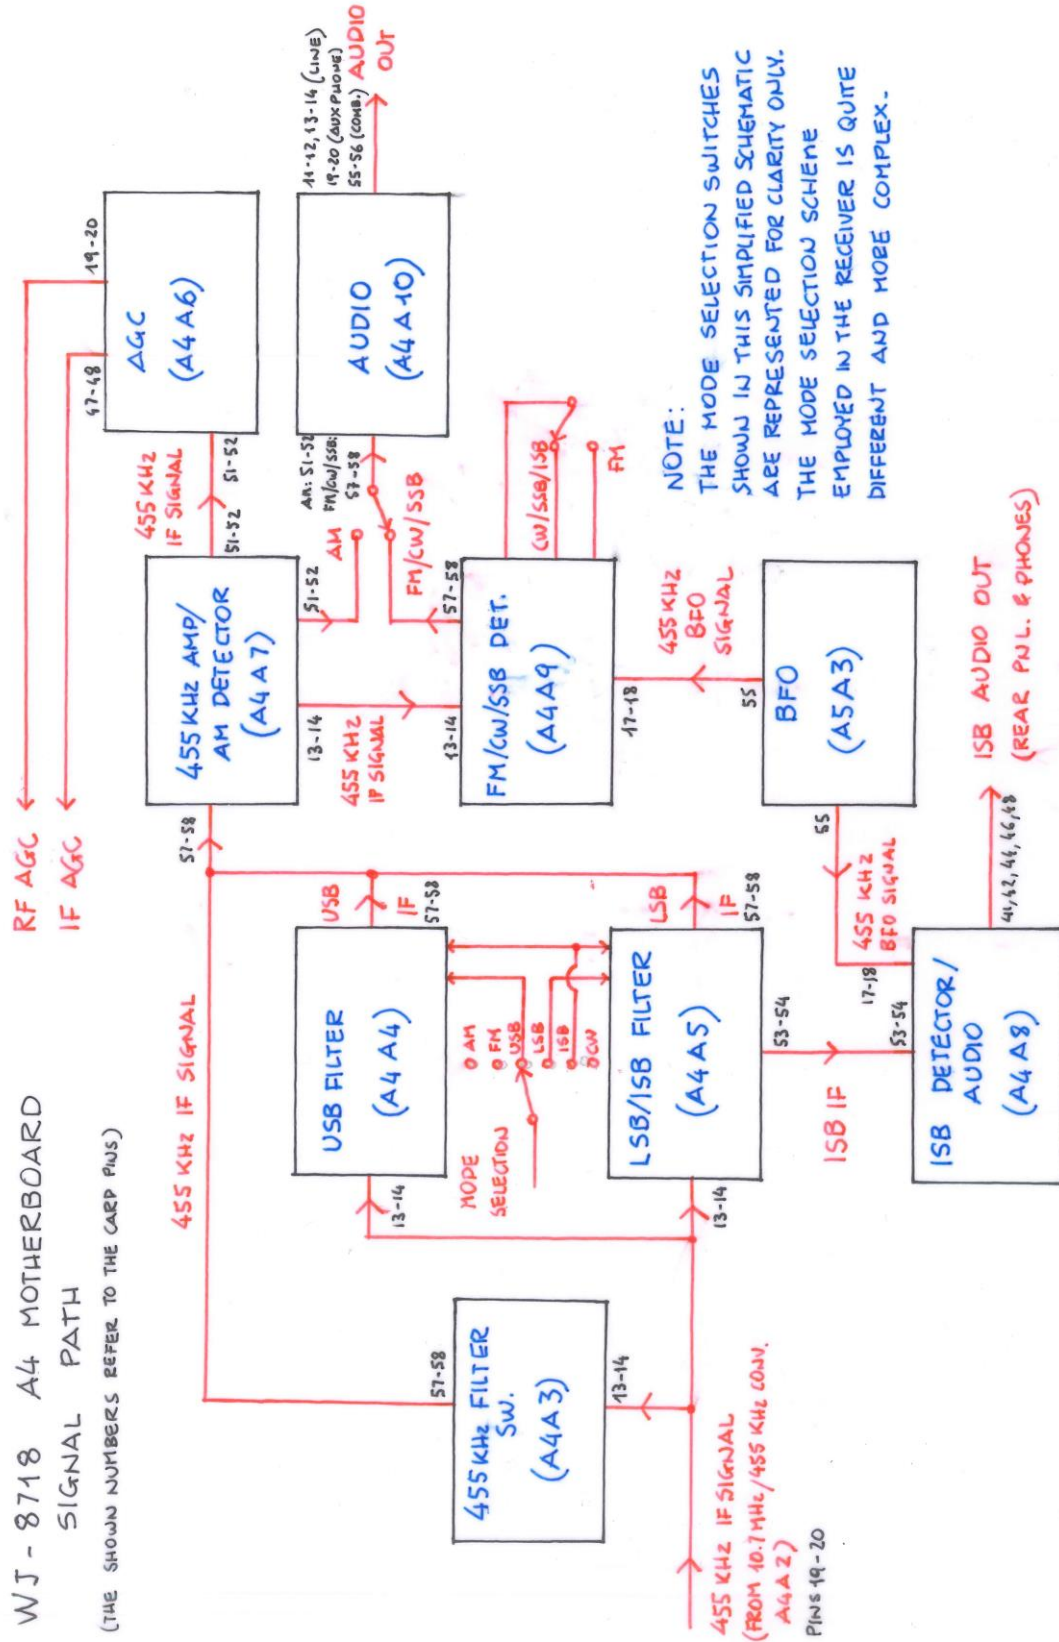 WJ - 8718 A4 MOTHERBOARD
SIGNAL PATH
(THE SHOWN NUMBERS REFER TO THE CARD PINS)
RF AGC
IF AGC
47-48
19-20
AGC
(A4A6)
455 KHz
IF SIGNAL
51-52
51-52
455 KHz IF SIGNAL
57-58
455 KHz AMP/
AM DETECTOR
(A4A7)
51-52
13-14
455 KHz
IF SIGNAL
13-14
AM
FM/CW/SSB
57-58
AM: 51-52
FM/CW/SSB:
57-58
AUDIO
(A4A10)
11-12, 13-14 (LINE)
19-20 (AUX PHONE)
55-56 (COMB.)
AUDIO
OUT
FM/CW/SSB DET.
(A4A9)
CW/SSB/ISB
FM
17-18
455 KHz
BFO
SIGNAL
55
BFO
(A5A3)
55
455 KHz
BFO SIGNAL
17-18
USB FILTER
(A4A4)
13-14
USB
IF
57-58
MODE
SELECTION
AM
FM
USB
LSB
ISB
CW
LSB/ISB FILTER
(A4A5)
13-14
LSB
IF
57-58
53-54
ISB IF
53-54
ISB DETECTOR/
AUDIO
(A4A8)
41, 42, 44, 46, 48
ISB AUDIO OUT
(REAR PNL. & PHONES)
57-58
455 KHz FILTER
SW.
(A4A3)
13-14
455 KHz IF SIGNAL
(FROM 10.7 MHz/455 KHz CONV.
A4A2)
PINS 19-20
NOTE:
THE MODE SELECTION SWITCHES
SHOWN IN THIS SIMPLIFIED SCHEMATIC
ARE REPRESENTED FOR CLARITY ONLY.
THE MODE SELECTION SCHEME
EMPLOYED IN THE RECEIVER IS QUITE
DIFFERENT AND MORE COMPLEX.